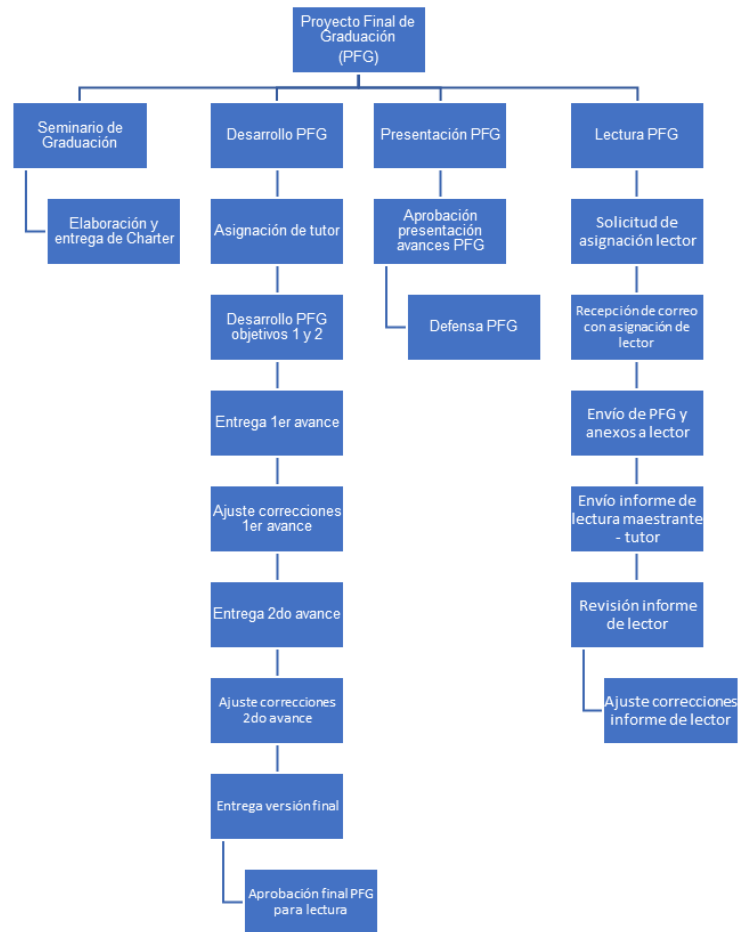 Proyecto Final de
Graduación
(PFG)
Seminario de
Graduación
Desarrollo PFG
Presentación PFG
Lectura PFG
Elaboración y
entrega de Charter
Asignación de tutor
Aprobación
presentación
avances PFG
Solicitud de
asignación lector
Desarrollo PFG
objetivos 1 y 2
Defensa PFG
Recepción de correo
con asignación de
lector
Entrega 1er avance
Envío de PFG y
anexos a lector
Ajuste correcciones
1er avance
Envío informe de
lectura maestrante
- tutor
Entrega 2do avance
Revisión informe
de lector
Ajuste correcciones
2do avance
Ajuste correcciones
informe de lector
Entrega versión final
Aprobación final PFG
para lectura